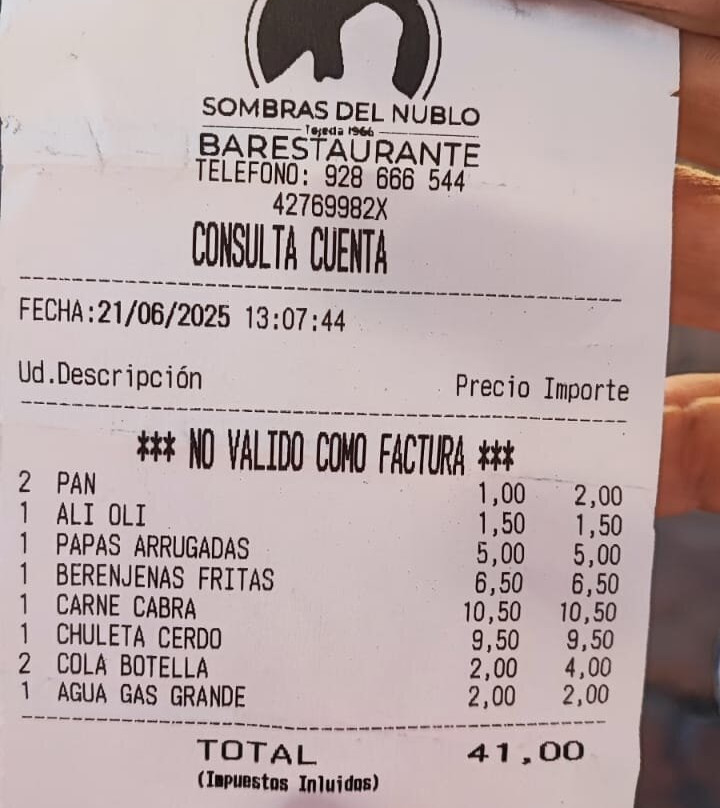 SOMBRAS DEL NUBLO
Tejeda 1966
BARESTAURANTE
TELEFONO: 928 666 544
42769982X
CONSULTA CUENTA
FECHA:21/06/2025 13:07:44
Ud.Descripción Precio Importe
*** NO VALIDO COMO FACTURA ***
2 PAN 1,00 2,00
1 ALI OLI 1,50 1,50
1 PAPAS ARRUGADAS 5,00 5,00
1 BERENJENAS FRITAS 6,50 6,50
1 CARNE CABRA 10,50 10,50
1 CHULETA CERDO 9,50 9,50
2 COLA BOTELLA 2,00 4,00
1 AGUA GAS GRANDE 2,00 2,00
TOTAL 41,00
(Impuestos Inluidos)